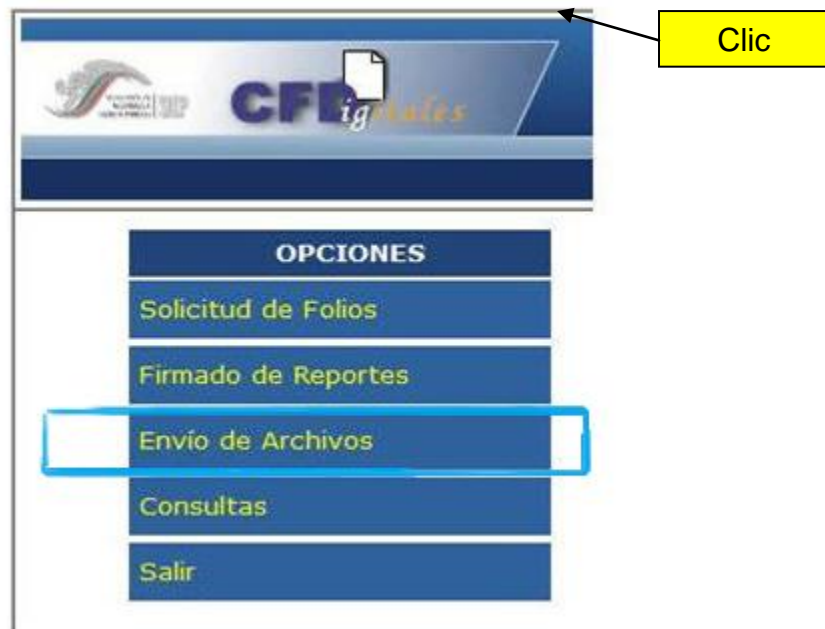 Clic
CFDigitales
OPCIONES
Solicitud de Folios
Firmado de Reportes
Envío de Archivos
Consultas
Salir